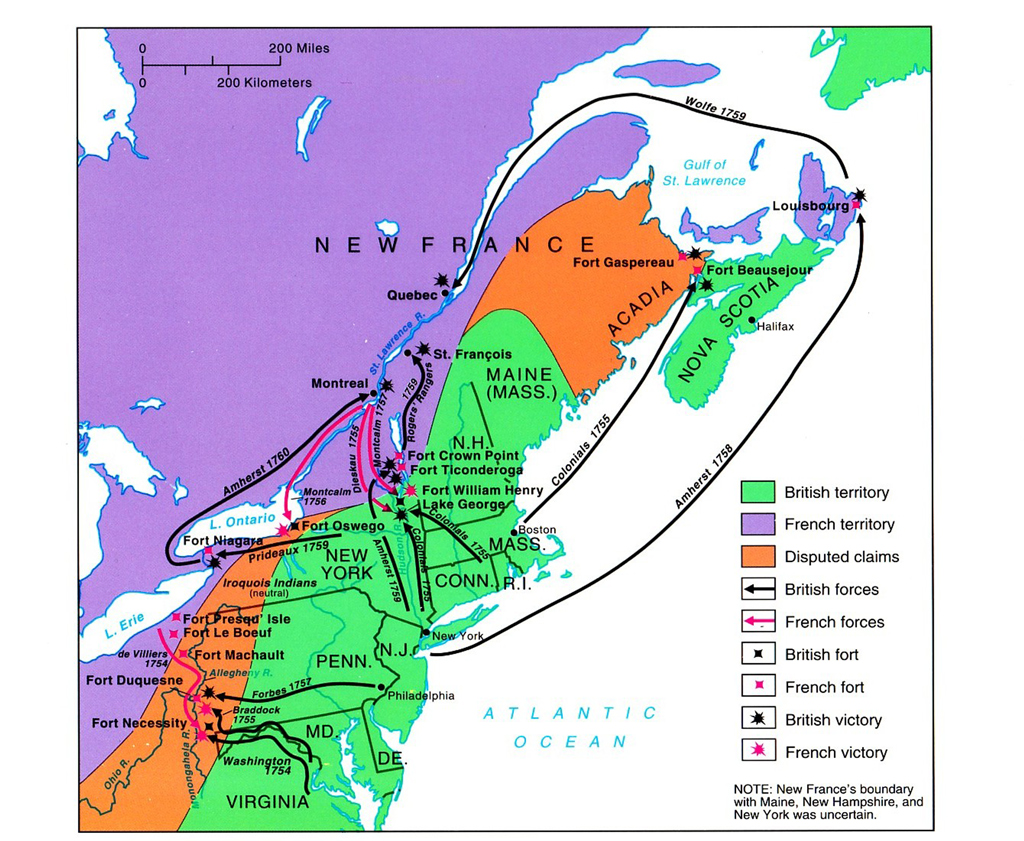 0 200 Miles
0 200 Kilometers
Wolfe 1759
Gulf of
St. Lawrence
Louisbourg
NEW FRANCE
Fort Gaspereau
Fort Beausejour
Quebec
ACADIA
NOVA SCOTIA
Halifax
St. Lawrence R.
St. François
Montreal
MAINE
(MASS.)
1759
Rogers' Rangers
Montcalm 1757
Dieskau 1755
N.H.
Fort Crown Point
Fort Ticonderoga
Colonials 1755
Amherst 1758
Amherst 1760
Montcalm
1756
Fort William Henry
Lake George
L. Ontario
Fort Oswego
Colonials 1755
Boston
Fort Niagara
Prideaux 1759
Hudson R.
MASS.
NEW
YORK
Amherst 1759
Colonials 1755
CONN.
R.I.
Iroquois Indians
(neutral)
L. Erie
Fort Presqu' Isle
Fort Le Boeuf
New York
N.J.
de Villiers
1754
Fort Machault
PENN.
Allegheny R.
Fort Duquesne
Forbes 1757
Philadelphia
Braddock
1755
Fort Necessity
MD.
Washington
1754
DE.
Ohio R.
Monongahela R.
VIRGINIA
ATLANTIC
OCEAN
British territory
French territory
Disputed claims
British forces
French forces
British fort
French fort
British victory
French victory
NOTE: New France's boundary
with Maine, New Hampshire, and
New York was uncertain.